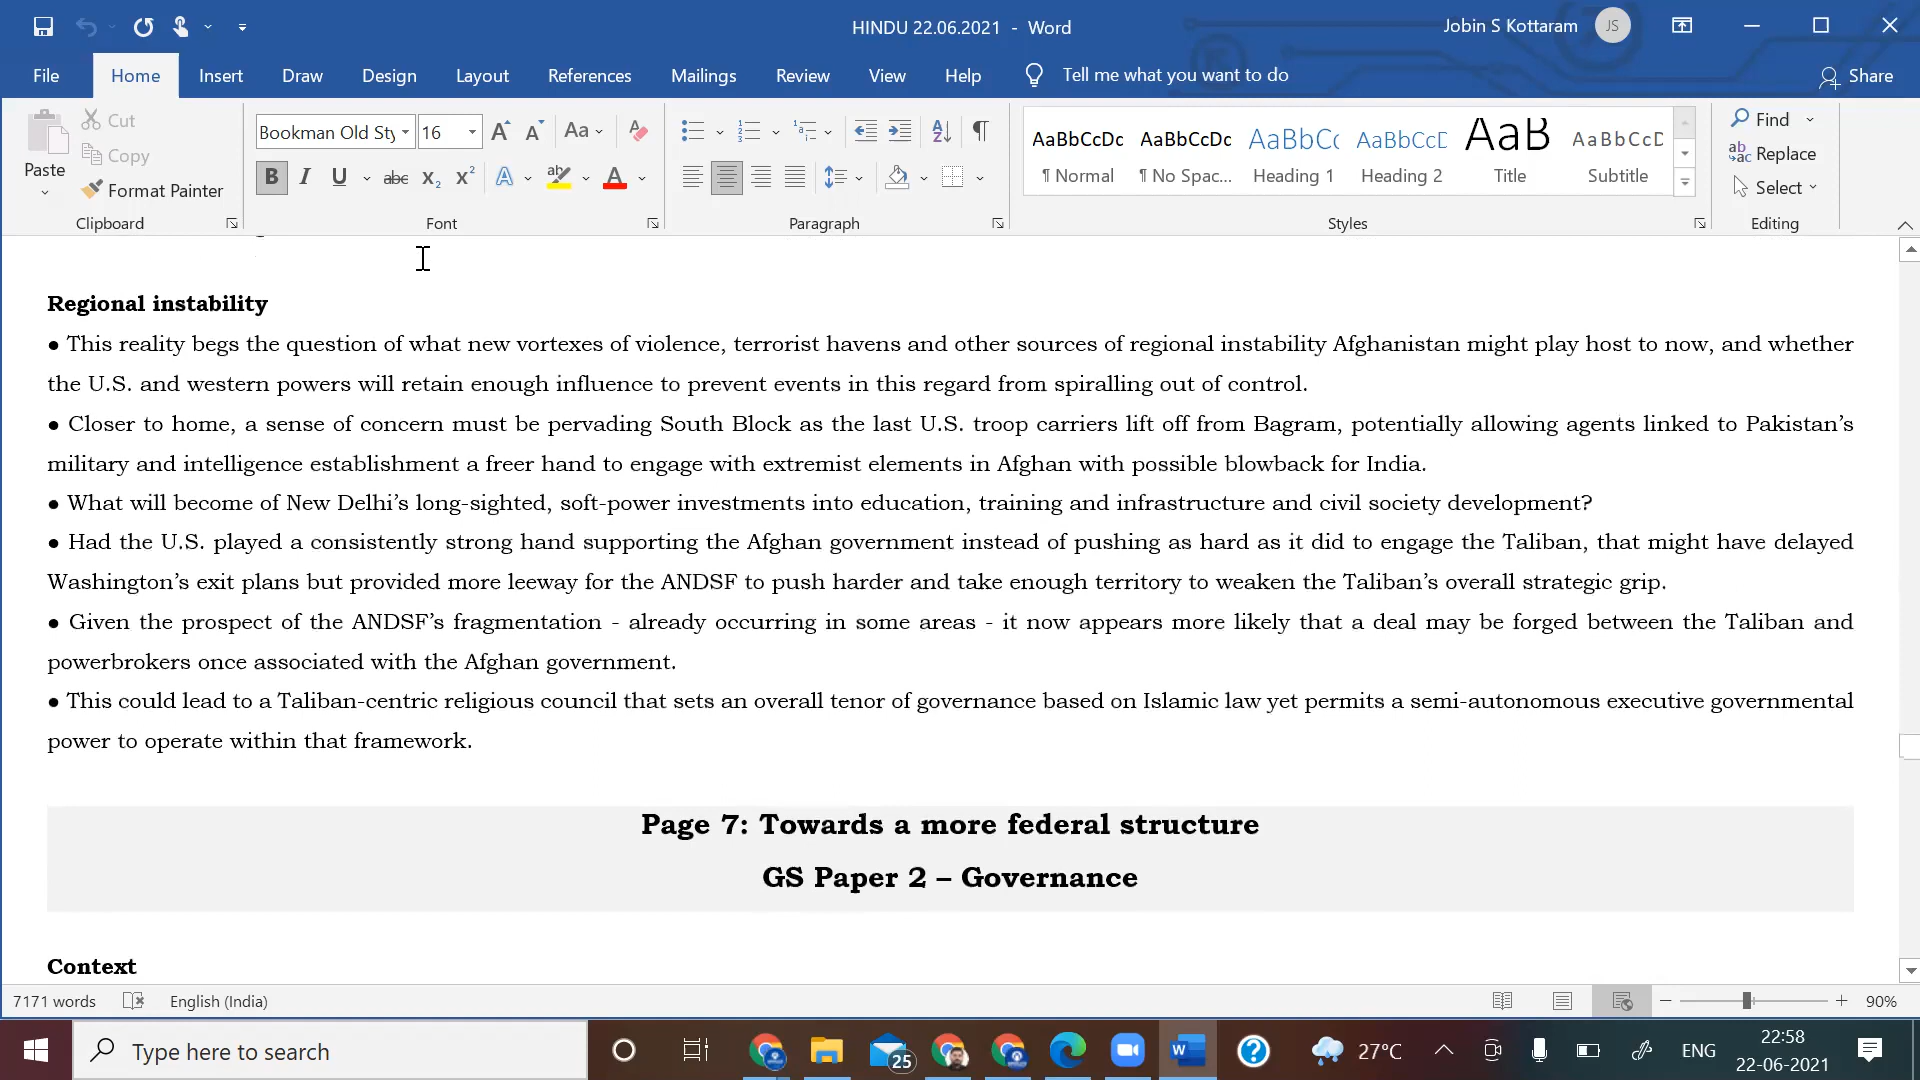 HINDU 22.06.2021 - Word
Jobin S Kottaram
JS
File Home Insert Draw Design Layout References Mailings Review View Help Tell me what you want to do Share
Paste
Cut
Copy
Format Painter
Clipboard
Bookman Old Sty 16
Font
Paragraph
AaBbCcDc AaBbCcDc AaBbCc AaBbCcD AaB AaBbCcD
¶ Normal ¶ No Spac... Heading 1 Heading 2 Title Subtitle
Styles
Find
Replace
Select
Editing
Regional instability
● This reality begs the question of what new vortexes of violence, terrorist havens and other sources of regional instability Afghanistan might play host to now, and whether
the U.S. and western powers will retain enough influence to prevent events in this regard from spiralling out of control.
● Closer to home, a sense of concern must be pervading South Block as the last U.S. troop carriers lift off from Bagram, potentially allowing agents linked to Pakistan’s
military and intelligence establishment a freer hand to engage with extremist elements in Afghan with possible blowback for India.
● What will become of New Delhi’s long-sighted, soft-power investments into education, training and infrastructure and civil society development?
● Had the U.S. played a consistently strong hand supporting the Afghan government instead of pushing as hard as it did to engage the Taliban, that might have delayed
Washington’s exit plans but provided more leeway for the ANDSF to push harder and take enough territory to weaken the Taliban’s overall strategic grip.
● Given the prospect of the ANDSF’s fragmentation - already occurring in some areas - it now appears more likely that a deal may be forged between the Taliban and
powerbrokers once associated with the Afghan government.
● This could lead to a Taliban-centric religious council that sets an overall tenor of governance based on Islamic law yet permits a semi-autonomous executive governmental
power to operate within that framework.
Page 7: Towards a more federal structure
GS Paper 2 – Governance
Context
7171 words English (India) 90%
Type here to search
25
27°C
ENG
22:58
22-06-2021